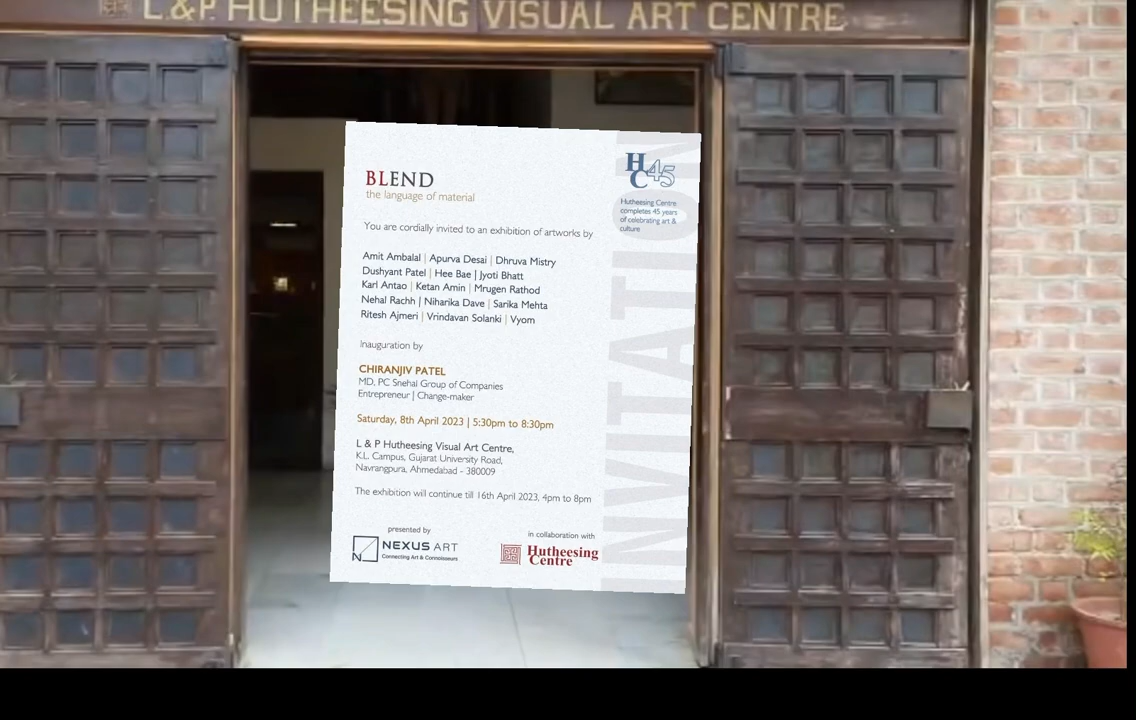 L&P. HUTHEESING VISUAL ART CENTRE
HC45
Hutheesing Centre
completes 45 years
of celebrating art &
culture
BLEND
the language of material
You are cordially invited to an exhibition of artworks by
Amit Ambalal | Apurva Desai | Dhruva Mistry
Dushyant Patel | Hee Bae | Jyoti Bhatt
Karl Antao | Ketan Amin | Mrugen Rathod
Nehal Rachh | Niharika Dave | Sarika Mehta
Ritesh Ajmeri | Vrindavan Solanki | Vyom
Inauguration by
CHIRANJIV PATEL
MD, PC Snehal Group of Companies
Entrepreneur | Change-maker
Saturday, 8th April 2023 | 5:30pm to 8:30pm
L & P Hutheesing Visual Art Centre,
K.L. Campus, Gujarat University Road,
Navrangpura, Ahmedabad - 380009
The exhibition will continue till 16th April 2023, 4pm to 8pm
presented by
NEXUS ART
Connecting Art & Connoisseurs
in collaboration with
Hutheesing
Centre
INVITATION